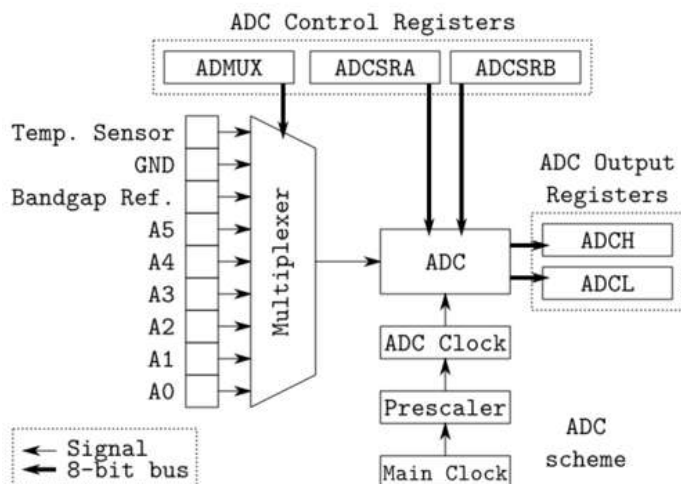 ADC Control Registers
ADMUX
ADCSRA
ADCSRB
Temp. Sensor
GND
Bandgap Ref.
A5
A4
A3
A2
A1
A0
Multiplexer
ADC
ADC Output
Registers
ADCH
ADCL
ADC Clock
Prescaler
Main Clock
Signal
8-bit bus
ADC
scheme